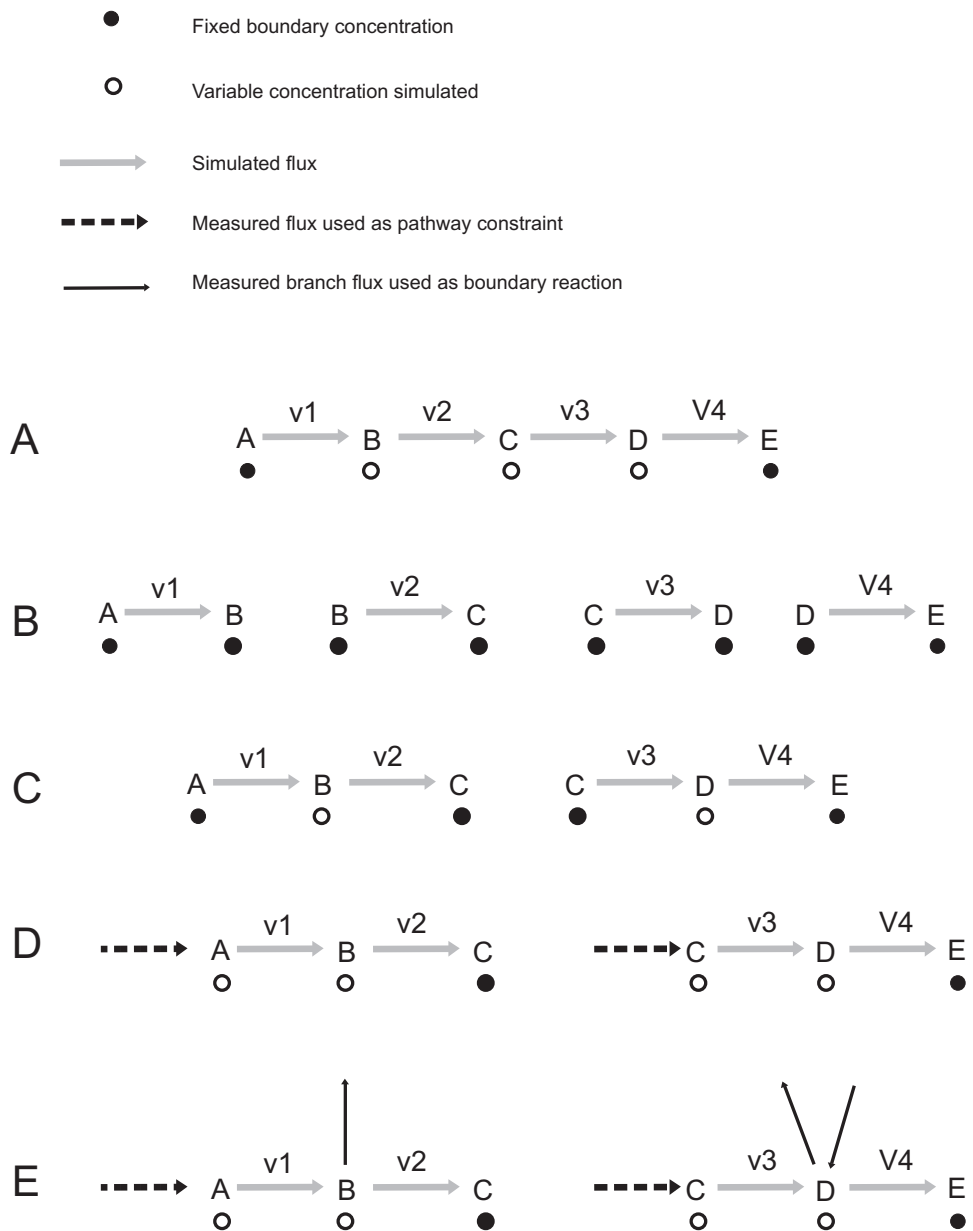 Fixed boundary concentration
Variable concentration simulated
Simulated flux
Measured flux used as pathway constraint
Measured branch flux used as boundary reaction
v1 v2 v3 V4
A A B C D E
v1 v2 v3 V4
B A B B C C D D E
v1 v2 v3 V4
C A B C C D E
v1 v2 v3 V4
D A B C C D E
v1 v2 v3 V4
E A B C C D E